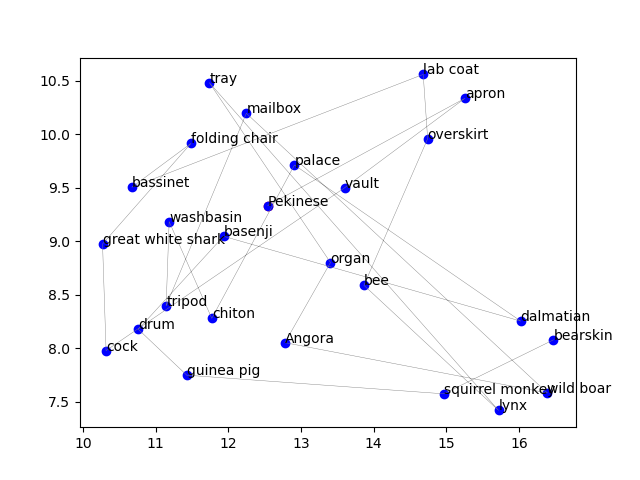 lab coat
tray
10.5
apron
mailbox
10.0
folding chair
overskirt
palace
bassinet
vault
9.5
Pekinese
washbasin
basenji
great white shark
9.0
organ
bee
8.5
tripod
chiton
dalmatian
drum
bearskin
Angora
cock
8.0
guinea pig
squirrel monkey
wild boar
lynx
7.5
10 11 12 13 14 15 16